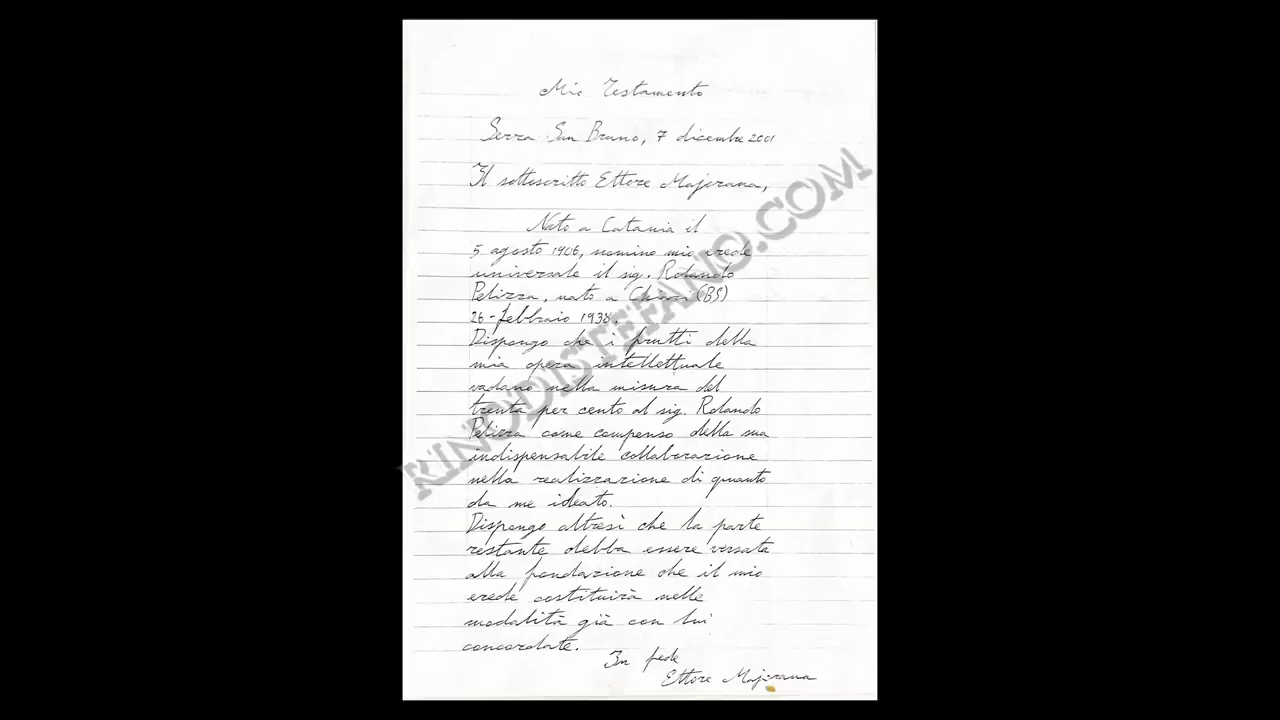 Mio Testamento
Serra San Bruno, 7 dicembre 2001
Il sottoscritto Ettore Majorana,
Nato a Catania il
5 agosto 1906, nomino mio erede
universale il sig. Rolando
Pelizza, nato a Chiari (BS)
26 febbraio 1938.
Dispongo che i frutti della
mia opera intellettuale
vadano nella misura del
trenta per cento al sig. Rolando
Pelizza come compenso della sua
indispensabile collaborazione
nella realizzazione di quanto
da me ideato.
Dispongo altresì che la parte
restante debba essere versata
alla fondazione che il mio
erede costituirà nelle
modalità già con lui
concordate.
In fede
Ettore Majorana
RINODISTEFANO.COM